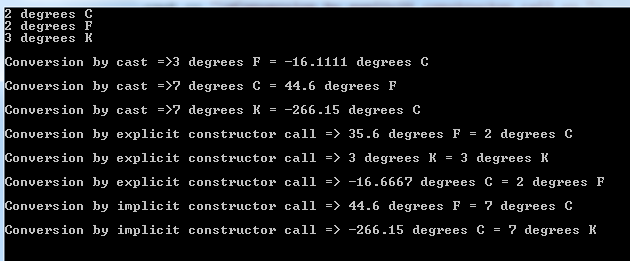 2 degrees C
2 degrees F
3 degrees K
Conversion by cast =>3 degrees F = -16.1111 degrees C
Conversion by cast =>7 degrees C = 44.6 degrees F
Conversion by cast =>7 degrees K = -266.15 degrees C
Conversion by explicit constructor call => 35.6 degrees F = 2 degrees C
Conversion by explicit constructor call => 3 degrees K = 3 degrees K
Conversion by explicit constructor call => -16.6667 degrees C = 2 degrees F
Conversion by implicit constructor call => 44.6 degrees F = 7 degrees C
Conversion by implicit constructor call => -266.15 degrees C = 7 degrees K